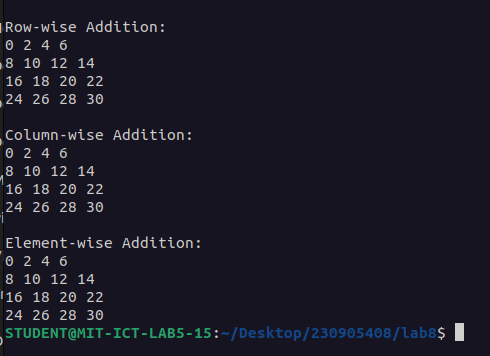 Row-wise Addition:
0 2 4 6
8 10 12 14
16 18 20 22
24 26 28 30
Column-wise Addition:
0 2 4 6
8 10 12 14
16 18 20 22
24 26 28 30
Element-wise Addition:
0 2 4 6
8 10 12 14
16 18 20 22
24 26 28 30
STUDENT@MIT-ICT-LAB5-15:~/Desktop/230905408/lab8$